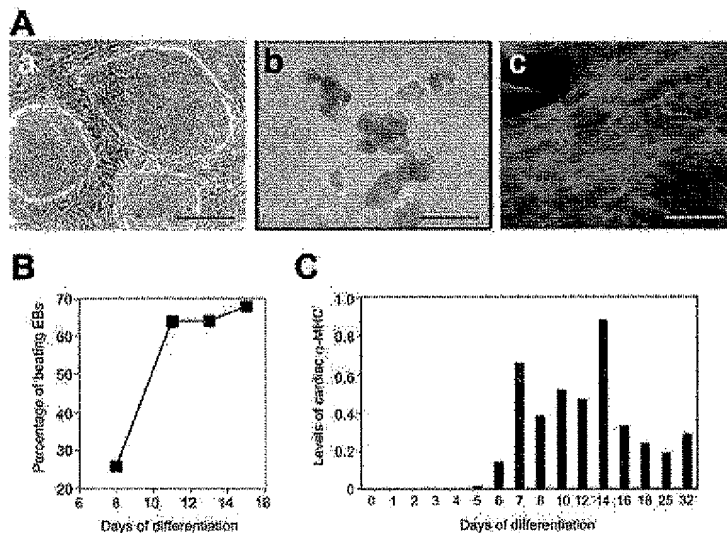 A
a
b
c
B
Percentage of beating EBs
70
60
50
40
30
20
6
8
10
12
14
16
Days of differentiation
C
Levels of cardiac α-MHC
1.0
0.8
0.6
0.4
0.2
0
0 1 2 3 4 5 6 7 8 10 12 14 16 18 25 32
Days of differentiation